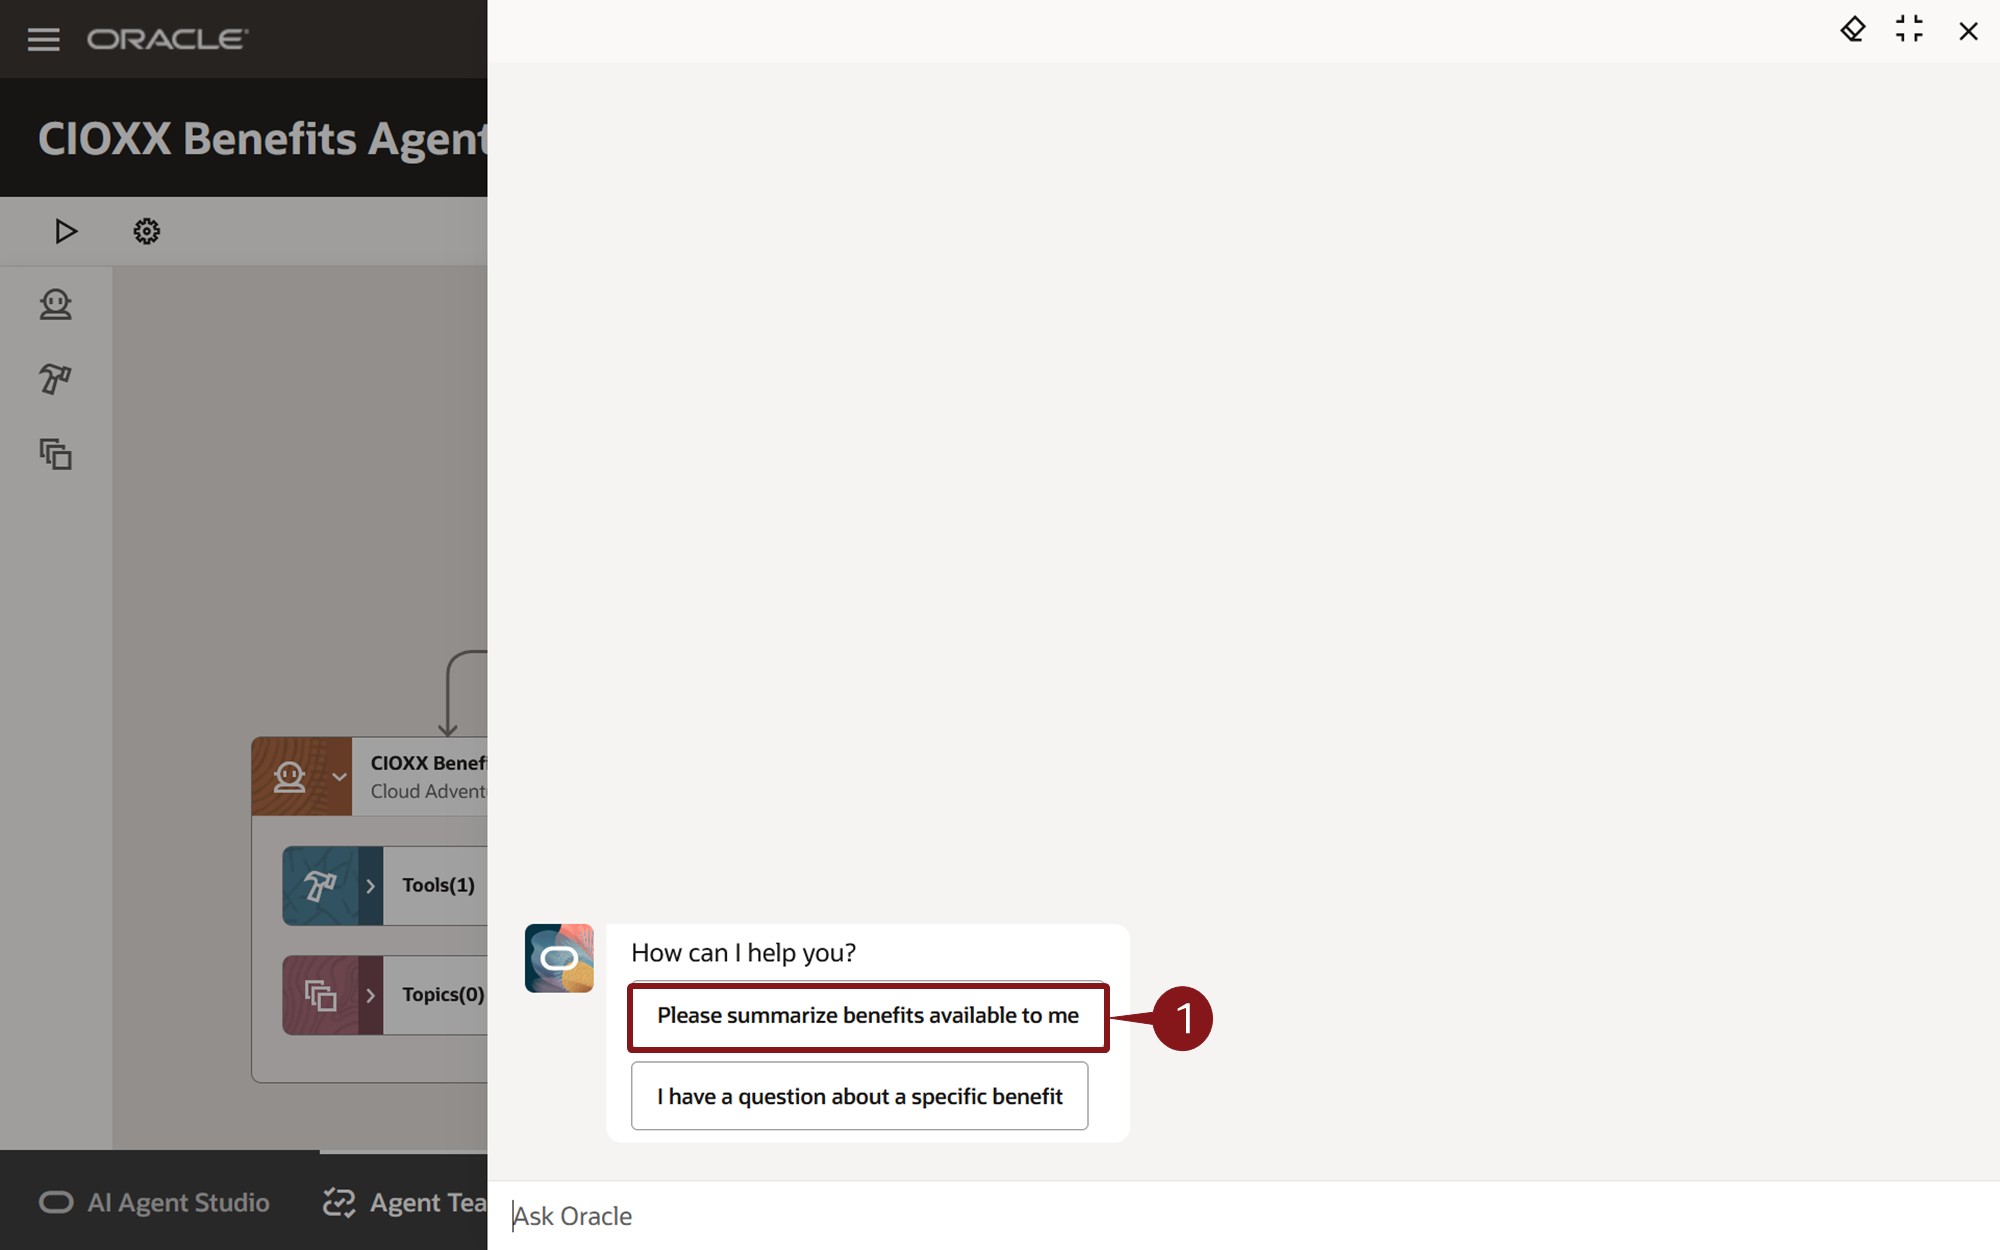 ORACLE
CIOXX Benefits Agent
CIOXX Benef
Cloud Advent
Tools(1)
Topics(0)
How can I help you?
Please summarize benefits available to me
1
I have a question about a specific benefit
AI Agent Studio
Agent Tea
Ask Oracle